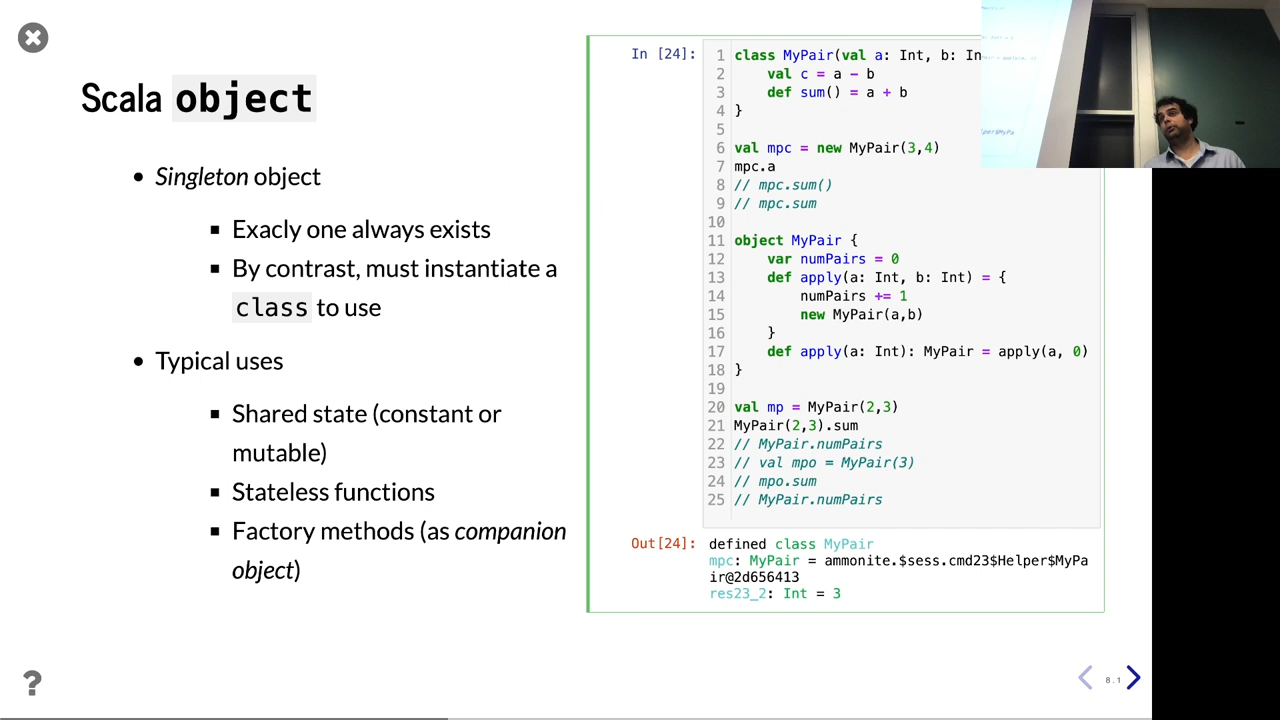 Scala object
Singleton object
Exacly one always exists
By contrast, must instantiate a
class to use
Typical uses
Shared state (constant or
mutable)
Stateless functions
Factory methods (as companion
object)
In [24]:
1 class MyPair(val a: Int, b: In
2     val c = a - b
3     def sum() = a + b
4 }
5
6 val mpc = new MyPair(3,4)
7 mpc.a
8 // mpc.sum()
9 // mpc.sum
10
11 object MyPair {
12     var numPairs = 0
13     def apply(a: Int, b: Int) = {
14         numPairs += 1
15         new MyPair(a,b)
16     }
17     def apply(a: Int): MyPair = apply(a, 0)
18 }
19
20 val mp = MyPair(2,3)
21 MyPair(2,3).sum
22 // MyPair.numPairs
23 // val mpo = MyPair(3)
24 // mpo.sum
25 // MyPair.numPairs
Out[24]:
defined class MyPair
mpc: MyPair = ammonite.$sess.cmd23$Helper$MyPa
ir@2d656413
res23_2: Int = 3
?
8.1